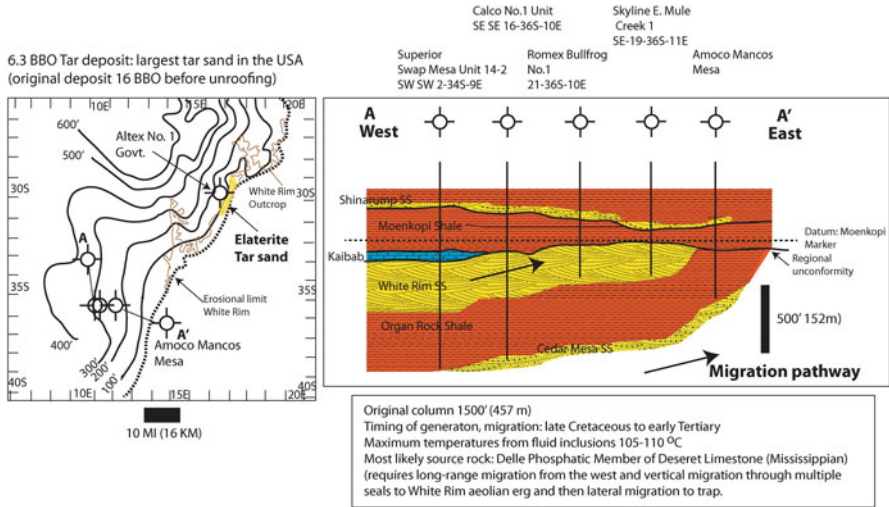 6.3 BBO Tar deposit: largest tar sand in the USA
(original deposit 16 BBO before unroofing)
10E
15E
20E
600'
500'
Altex No. 1
Govt.
30S
30S
White Rim
Outcrop
Elaterite
Tar sand
A
35S
35S
Erosional limit
White Rim
A'
Amoco Mancos
Mesa
400'
300'
200'
100'
40S
40S
10E
15E
20E
10 MI (16 KM)
Calco No.1 Unit
SE SE 16-36S-10E
Skyline E. Mule
Creek 1
SE-19-36S-11E
Superior
Swap Mesa Unit 14-2
SW SW 2-34S-9E
Romex Bullfrog
No.1
21-36S-10E
Amoco Mancos
Mesa
A
West
A'
East
Shinarump SS
Moenkopi Shale
Datum: Moenkopi
Marker
Kaibab
Regional
unconformity
White Rim SS
500' 152m)
Organ Rock Shale
Cedar Mesa SS
Migration pathway
Original column 1500' (457 m)
Timing of generaton, migration: late Cretaceous to early Tertiary
Maximum temperatures from fluid inclusions 105-110 ºC
Most likely source rock: Delle Phosphatic Member of Deseret Limestone (Mississippian)
(requires long-range migration from the west and vertical migration through multiple
seals to White Rim aeolian erg and then lateral migration to trap.